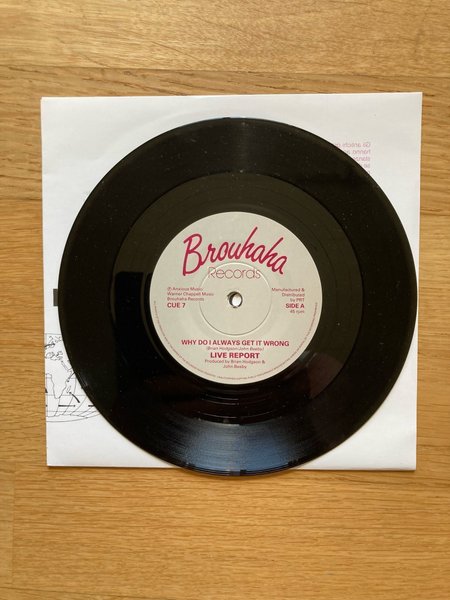 Brouhaha
Records
℗ Anxious Music/
Warner Chappell Music
Brouhaha Records
CUE 7
Manufactured &
Distributed
by PRT
SIDE A
45 rpm
WHY DO I ALWAYS GET IT WRONG
(Brian Hodgson/John Beeby)
LIVE REPORT
Produced by Brian Hodgson &
John Beeby